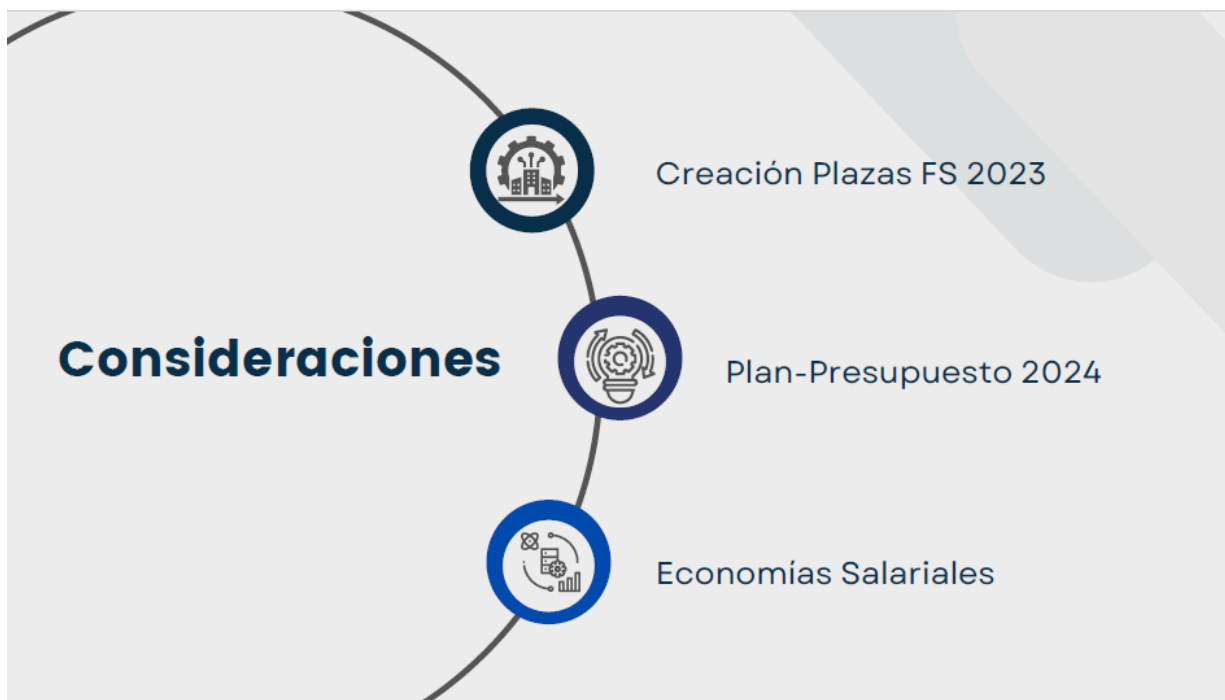 Creación Plazas FS 2023
Consideraciones
Plan-Presupuesto 2024
Economías Salariales